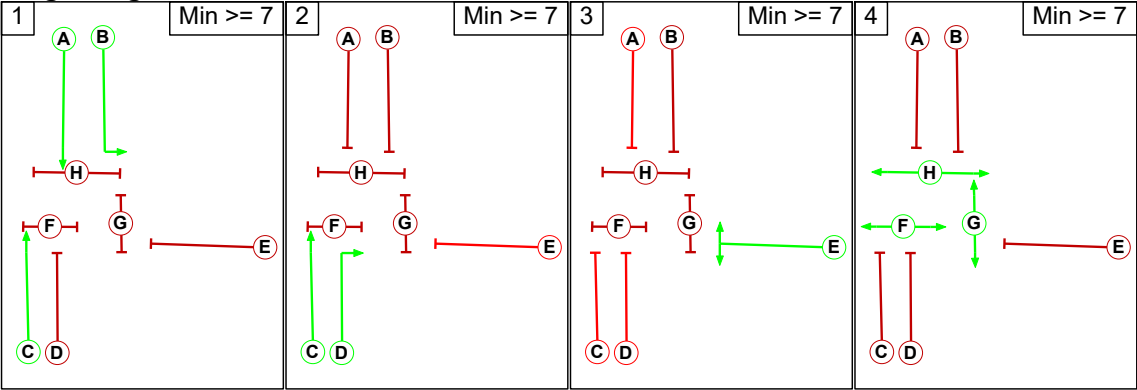 1 Min >= 7
A B
H
F G
E
C D
2 Min >= 7
A B
H
F G
E
C D
3 Min >= 7
A B
H
F G
E
C D
4 Min >= 7
A B
H
F G
E
C D